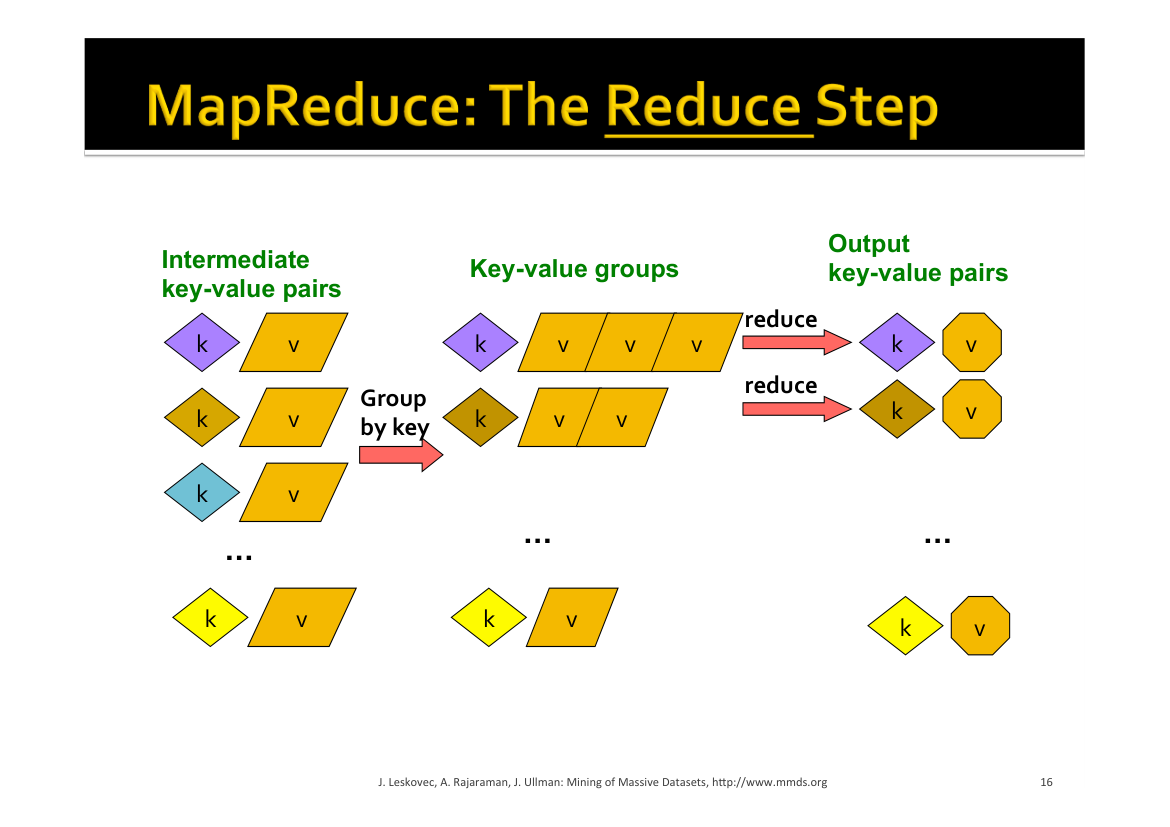 MapReduce: The Reduce Step
Intermediate
key-value pairs
Key-value groups
Output
key-value pairs
k v
k v v v
reduce
k v
k v
Group
by key
k v v
reduce
k v
k v
...
...
...
k v
k v
k v
J. Leskovec, A. Rajaraman, J. Ullman: Mining of Massive Datasets, http://www.mmds.org
16